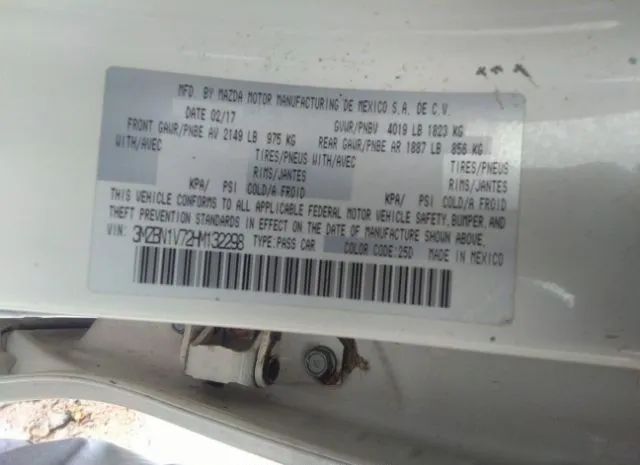 MFD. BY MAZDA MOTOR MANUFACTURING DE MEXICO S.A. DE C.V.
DATE 02/17 GVWR/PNBV 4019 LB 1823 KG
FRONT GAWR/PNBE AV 2149 LB 975 KG REAR GAWR/PNBE AR 1887 LB 856 KG
WITH/AVEC TIRES/PNEUS WITH/AVEC TIRES/PNEUS
RIMS/JANTES RIMS/JANTES
KPA/ PSI COLD/A FROID KPA/ PSI COLD/A FROID
THIS VEHICLE CONFORMS TO ALL APPLICABLE FEDERAL MOTOR VEHICLE SAFETY, BUMPER, AND
THEFT PREVENTION STANDARDS IN EFFECT ON THE DATE OF MANUFACTURE SHOWN ABOVE.
VIN: 3MZBN1V72HM132298 TYPE:PASS CAR COLOR CODE:25D MADE IN MEXICO